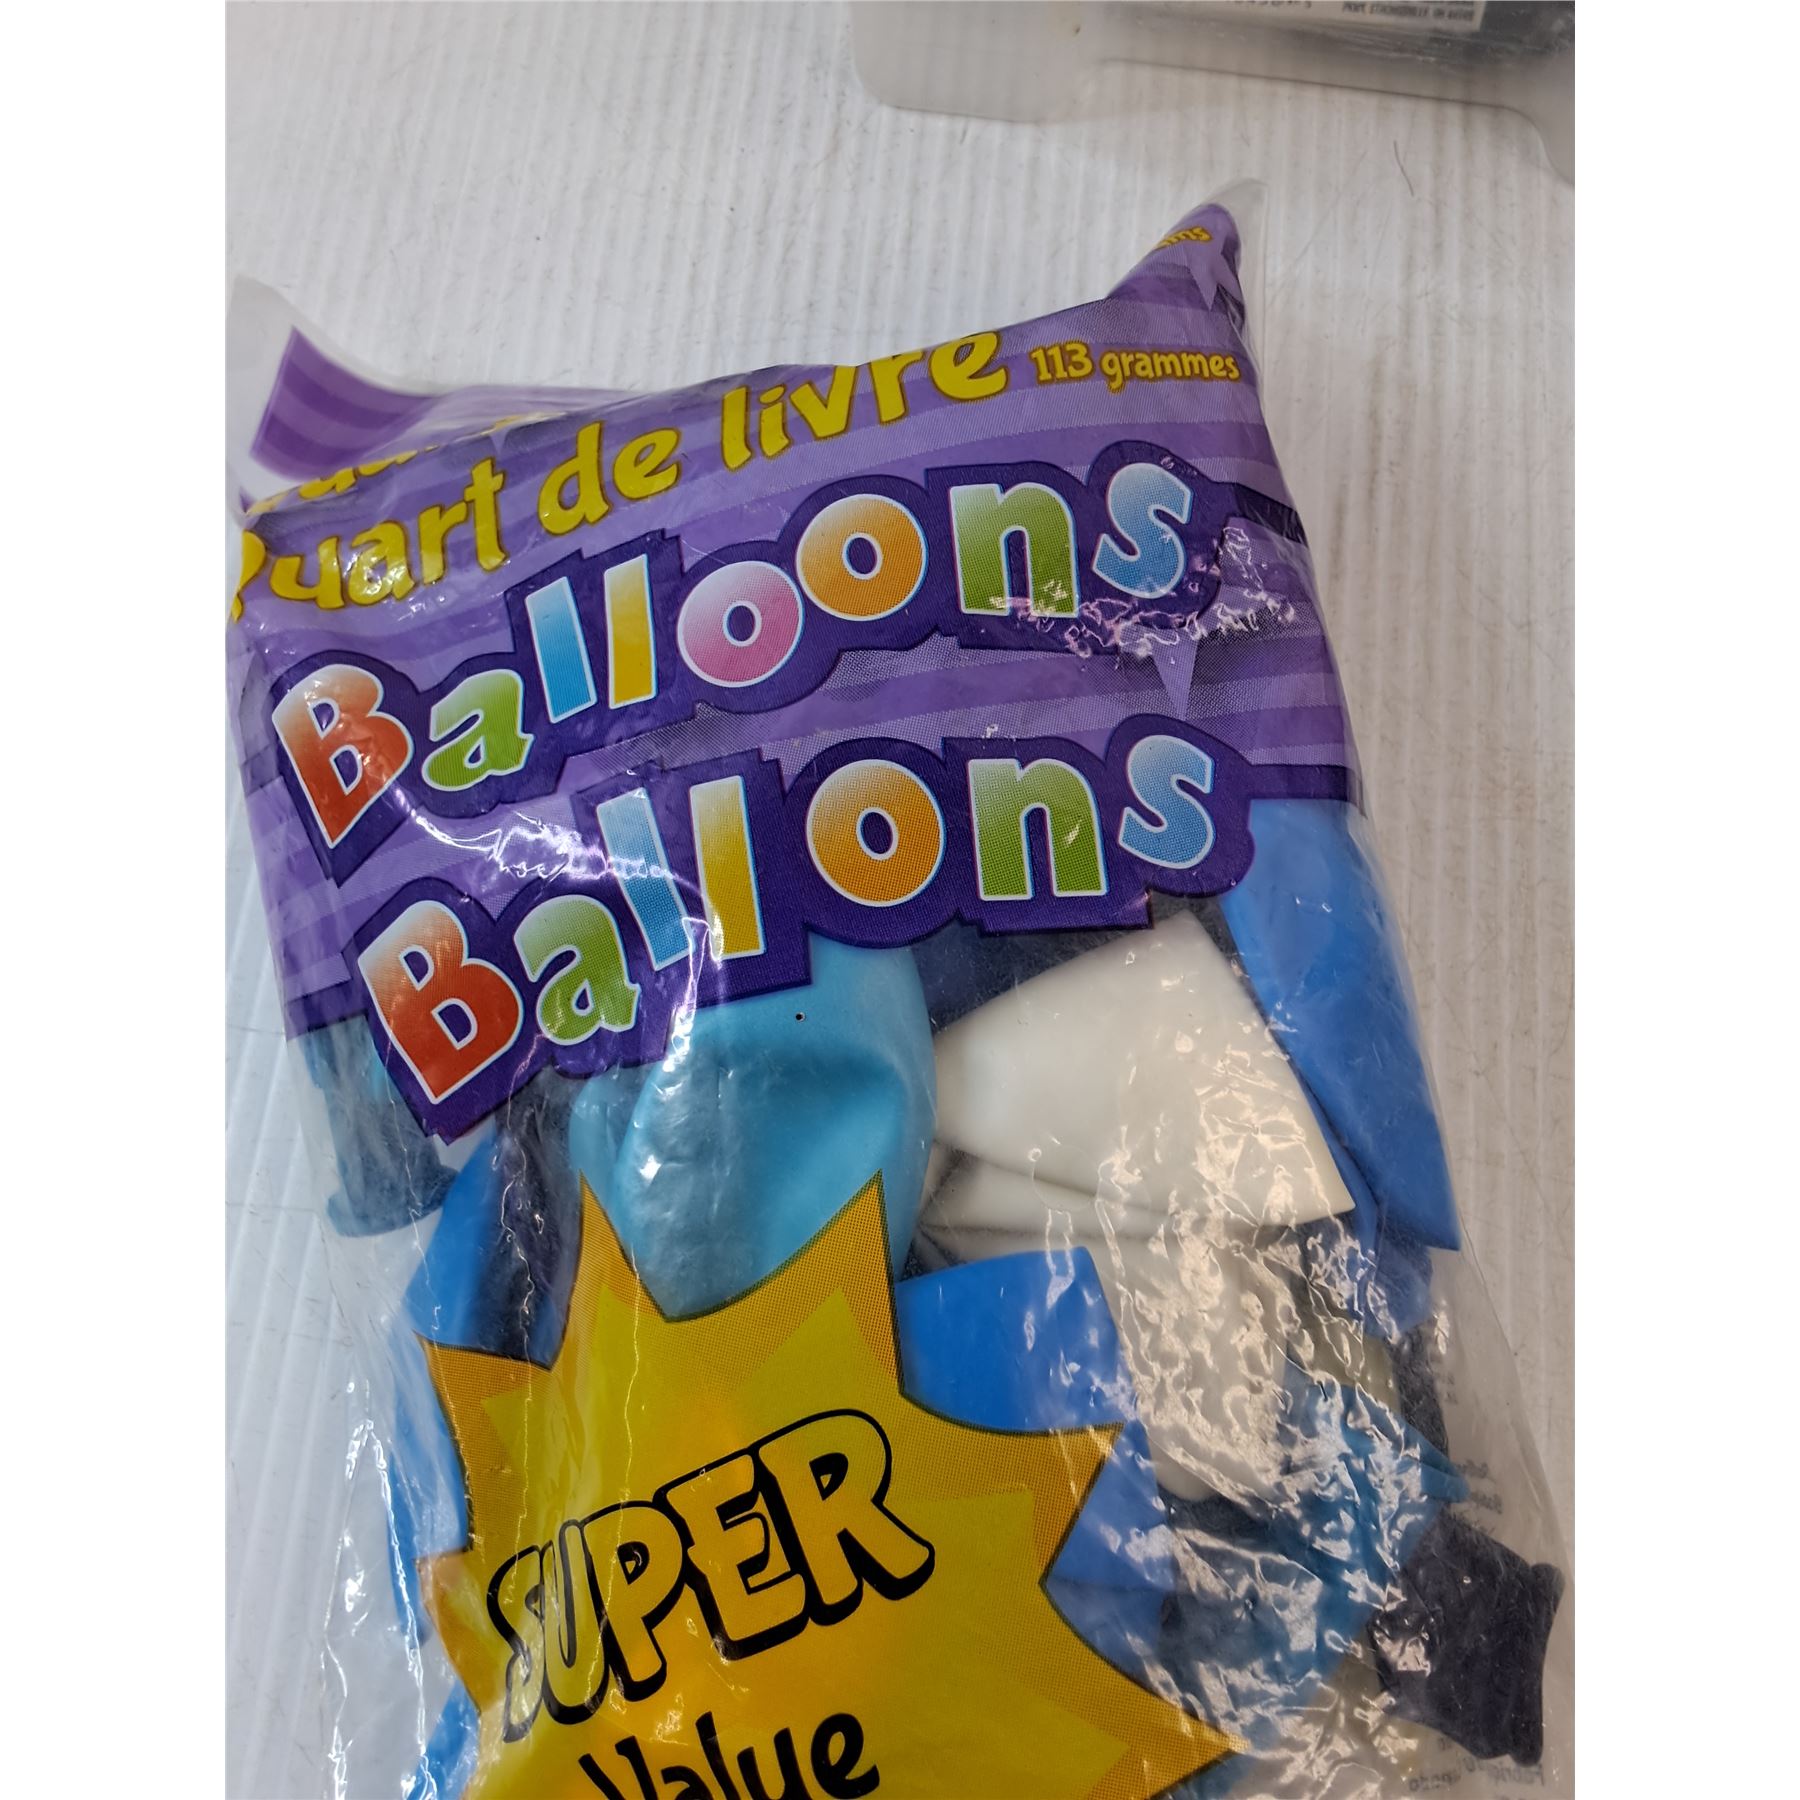 Quart de livre 113 grammes
Balloons
Ballons
SUPER
Value